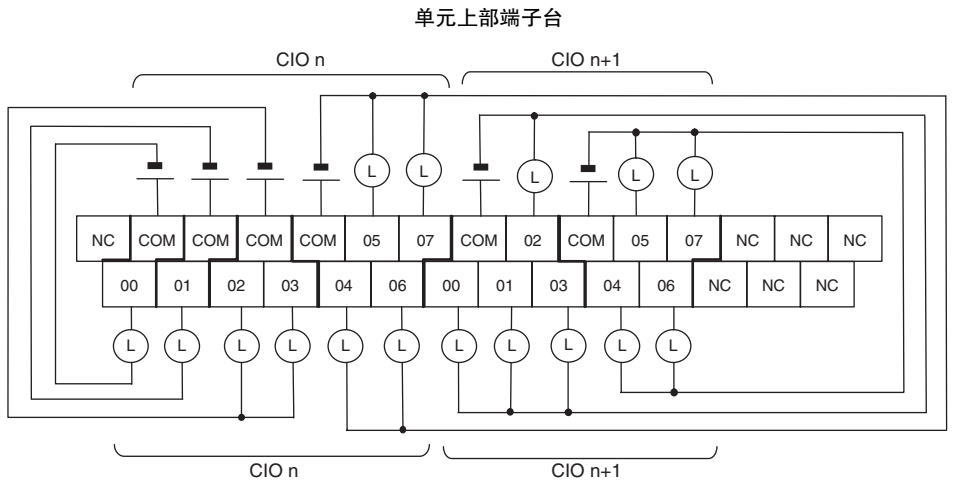 单元上部端子台
CIO n CIO n+1
L L L L L
NC COM COM COM COM 05 07 COM 02 COM 05 07 NC NC NC
00 01 02 03 04 06 00 01 03 04 06 NC NC NC
L L L L L L L L L L L
CIO n CIO n+1